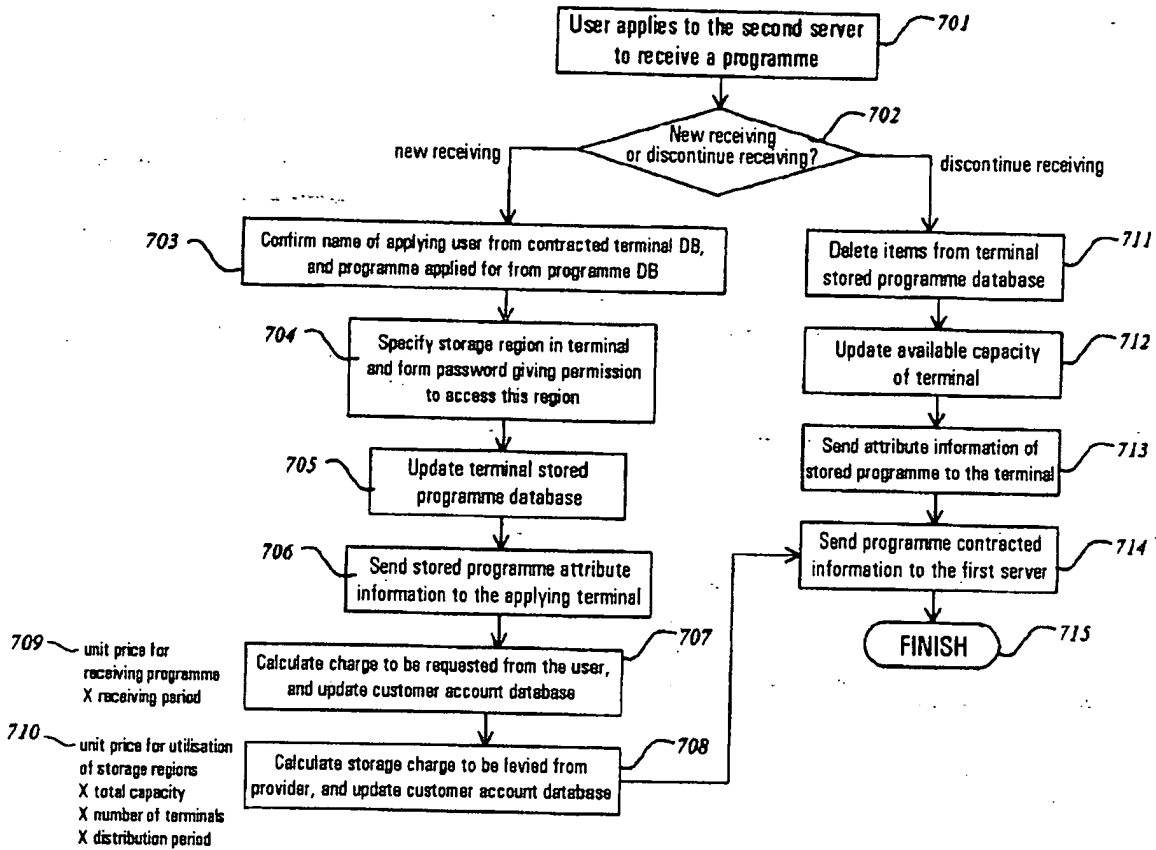 User applies to the second server
to receive a programme
701
702
New receiving
or discontinue receiving?
new receiving
discontinue receiving
703
Confirm name of applying user from contracted terminal DB,
and programme applied for from programme DB
711
Delete items from terminal
stored programme database
704
Specify storage region in terminal
and form password giving permission
to access this region
712
Update available capacity
of terminal
705
Update terminal stored
programme database
713
Send attribute information of
stored programme to the terminal
706
Send stored programme attribute
information to the applying terminal
714
Send programme contracted
information to the first server
707
Calculate charge to be requested from the user,
and update customer account database
709
unit price for
receiving programme
X receiving period
FINISH
715
708
Calculate storage charge to be levied from
provider, and update customer account database
710
unit price for utilisation
of storage regions
X total capacity
X number of terminals
X distribution period